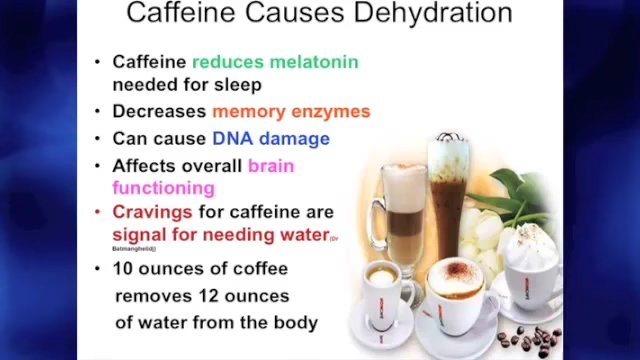 Caffeine Causes Dehydration
• Caffeine reduces melatonin
needed for sleep
• Decreases memory enzymes
• Can cause DNA damage
• Affects overall brain
functioning
• Cravings for caffeine are
signal for needing water(Dr
Batmanghelidj)
• 10 ounces of coffee
removes 12 ounces
of water from the body